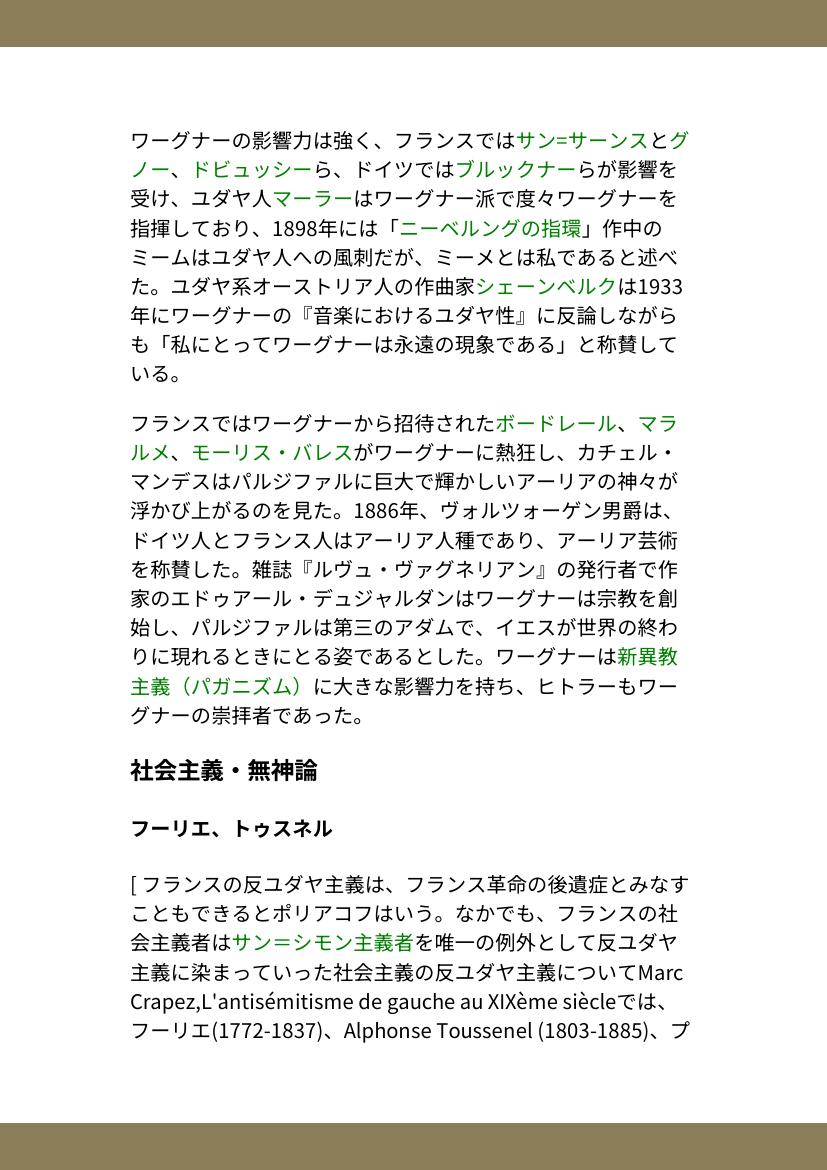 ワーグナーの影響力は強く、フランスではサン=サーンスとグ
ノー、ドビュッシーら、ドイツではブルックナーらが影響を
受け、ユダヤ人マーラーはワーグナー派で度々ワーグナーを
指揮しており、1898年には「ニーベルングの指環」作中の
ミームはユダヤ人への風刺だが、ミーメとは私であると述べ
た。ユダヤ系オーストリア人の作曲家シェーンベルクは1933
年にワーグナーの『音楽におけるユダヤ性』に反論しながら
も「私にとってワーグナーは永遠の現象である」と称賛して
いる。
フランスではワーグナーから招待されたボードレール、マラ
ルメ、モーリス・バレスがワーグナーに熱狂し、カチェル・
マンデスはパルジファルに巨大で輝かしいアーリアの神々が
浮かび上がるのを見た。1886年、ヴォルツォーゲン男爵は、
ドイツ人とフランス人はアーリア人種であり、アーリア芸術
を称賛した。雑誌『ルヴュ・ヴァグネリアン』の発行者で作
家のエドゥアール・デュジャルダンはワーグナーは宗教を創
始し、パルジファルは第三のアダムで、イエスが世界の終わ
りに現れるときにとる姿であるとした。ワーグナーは新異教
主義（パガニズム）に大きな影響力を持ち、ヒトラーもワー
グナーの崇拝者であった。
社会主義・無神論
フーリエ、トゥスネル
[ フランスの反ユダヤ主義は、フランス革命の後遺症とみなす
こともできるとポリアコフはいう。なかでも、フランスの社
会主義者はサン＝シモン主義者を唯一の例外として反ユダヤ
主義に染まっていった社会主義の反ユダヤ主義についてMarc
Crapez,L'antisémitisme de gauche au XIXème siècleでは、
フーリエ(1772-1837)、Alphonse Toussenel (1803-1885)、プ